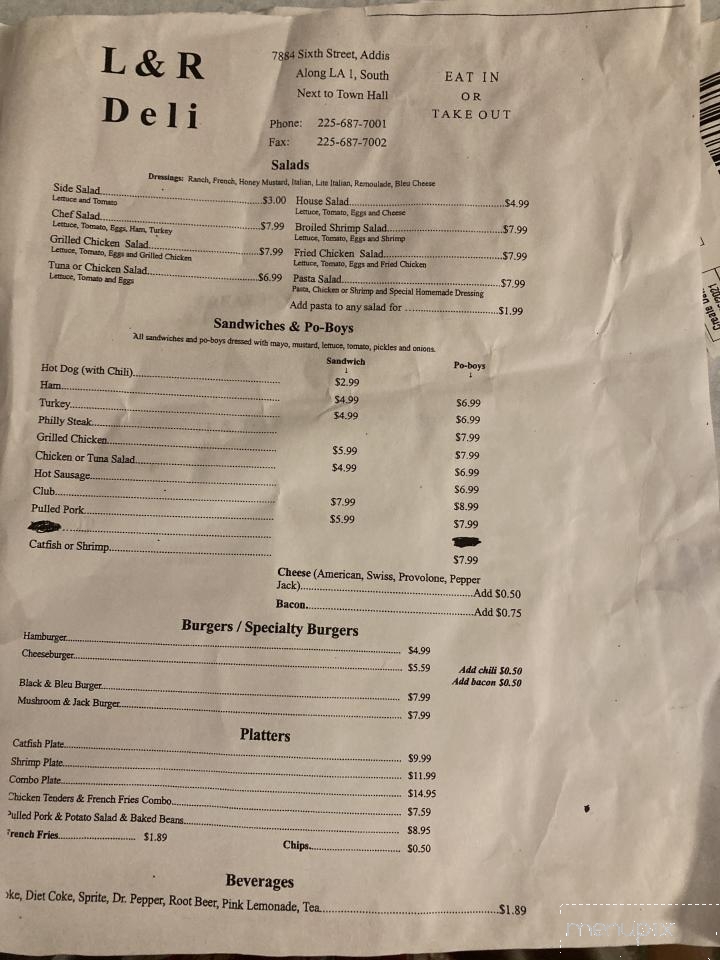 L & R
Deli
7884 Sixth Street, Addis
Along LA 1, South
Next to Town Hall
Phone: 225-687-7001
Fax: 225-687-7002
EAT IN
OR
TAKE OUT
Salads
Dressings: Ranch, French, Honey Mustard, Italian, Lite Italian, Remoulade, Bleu Cheese
Side Salad $3.00
Lettuce and Tomato
Chef Salad $7.99
Lettuce, Tomato, Eggs, Ham, Turkey
Grilled Chicken Salad $7.99
Lettuce, Tomato, Eggs and Grilled Chicken
Tuna or Chicken Salad $6.99
Lettuce, Tomato and Eggs
House Salad $4.99
Lettuce, Tomato, Eggs and Cheese
Broiled Shrimp Salad $7.99
Lettuce, Tomato, Eggs and Shrimp
Fried Chicken Salad $7.99
Lettuce, Tomato, Eggs and Fried Chicken
Pasta Salad $7.99
Pasta, Chicken or Shrimp and Special Homemade Dressing
Add pasta to any salad for $1.99
Sandwiches & Po-Boys
All sandwiches and po-boys dressed with mayo, mustard, lettuce, tomato, pickles and onions.
Sandwich Po-boys
↓ ↓
Hot Dog (with Chili) $2.99
Ham $4.99 $6.99
Turkey $4.99 $6.99
Philly Steak $7.99
Grilled Chicken $5.99 $7.99
Chicken or Tuna Salad $4.99 $6.99
Hot Sausage $6.99
Club $7.99 $8.99
Pulled Pork $5.99 $7.99
Catfish or Shrimp $7.99
Cheese (American, Swiss, Provolone, Pepper
Jack) Add $0.50
Bacon Add $0.75
Burgers / Specialty Burgers
Hamburger $4.99
Cheeseburger $5.59
Add chili $0.50
Add bacon $0.50
Black & Bleu Burger $7.99
Mushroom & Jack Burger $7.99
Platters
Catfish Plate $9.99
Shrimp Plate $11.99
Combo Plate $14.95
Chicken Tenders & French Fries Combo $7.59
Pulled Pork & Potato Salad & Baked Beans $8.95
French Fries $1.89 Chips $0.50
Beverages
oke, Diet Coke, Sprite, Dr. Pepper, Root Beer, Pink Lemonade, Tea $1.89
menupix